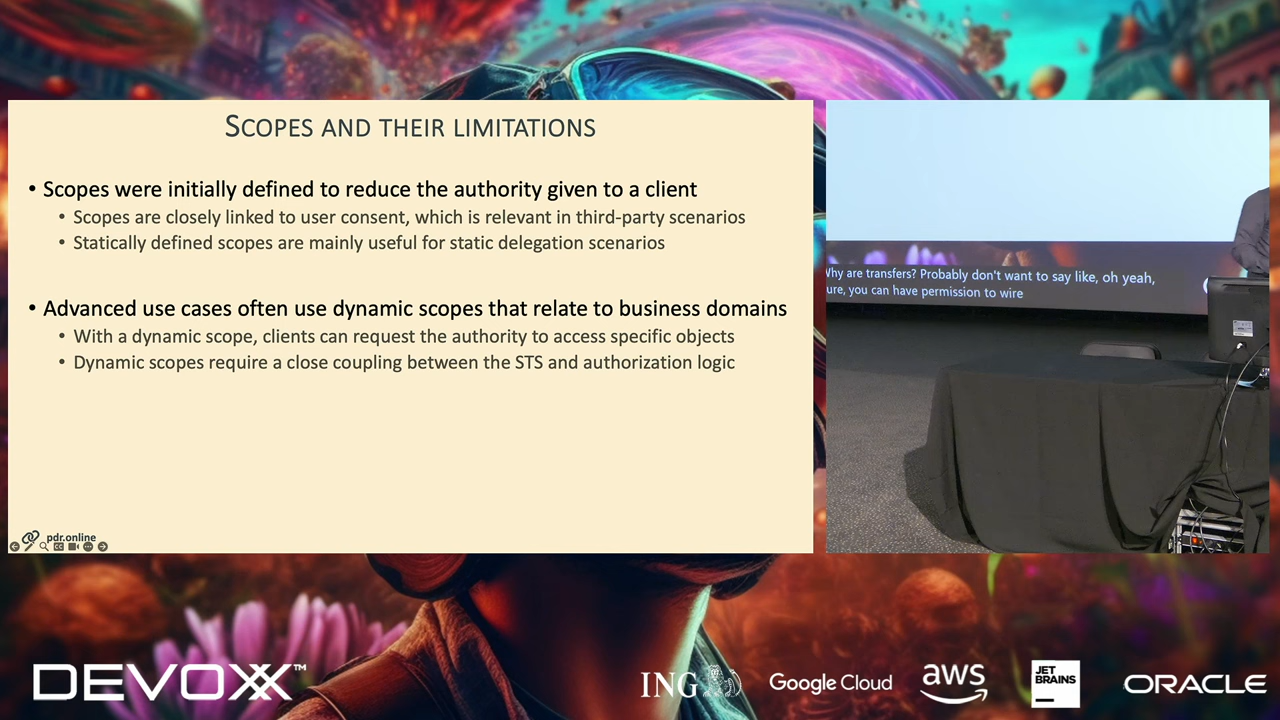 SCOPES AND THEIR LIMITATIONS
• Scopes were initially defined to reduce the authority given to a client
• Scopes are closely linked to user consent, which is relevant in third-party scenarios
• Statically defined scopes are mainly useful for static delegation scenarios
• Advanced use cases often use dynamic scopes that relate to business domains
• With a dynamic scope, clients can request the authority to access specific objects
• Dynamic scopes require a close coupling between the STS and authorization logic
pdr.online
Why are transfers? Probably don't want to say like, oh yeah,
ure, you can have permission to wire
DEVOXX™
ING
Google Cloud
aws
JET
BRAINS
ORACLE